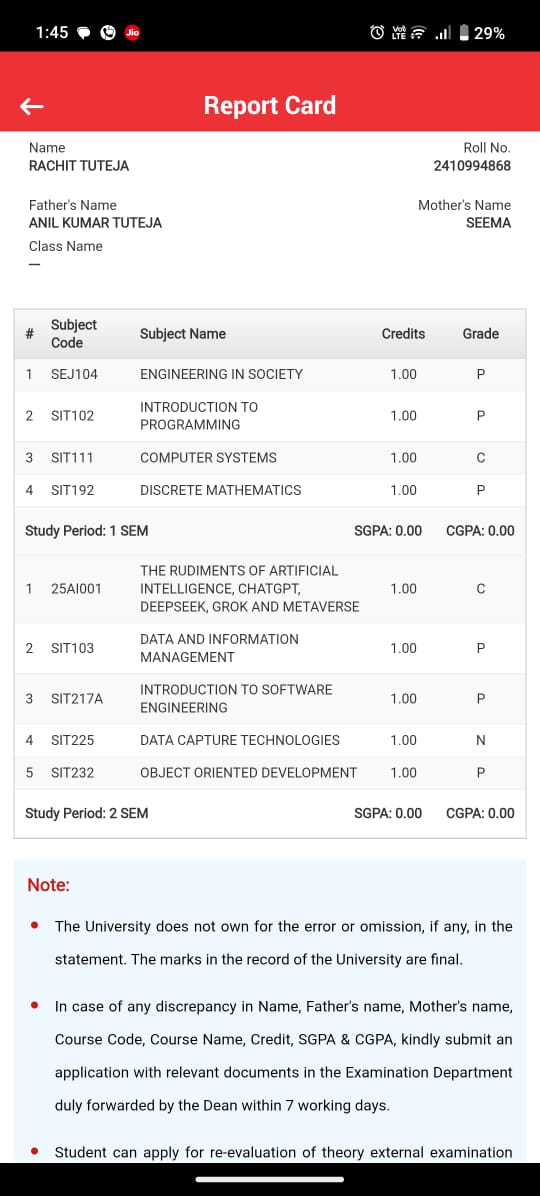 1:45 Jio VoD LTE 29%
Report Card
Name Roll No.
RACHIT TUTEJA 2410994868
Father's Name Mother's Name
ANIL KUMAR TUTEJA SEEMA
Class Name
—
# Subject Code Subject Name Credits Grade
1 SEJ104 ENGINEERING IN SOCIETY 1.00 P
2 SIT102 INTRODUCTION TO
PROGRAMMING 1.00 P
3 SIT111 COMPUTER SYSTEMS 1.00 C
4 SIT192 DISCRETE MATHEMATICS 1.00 P
Study Period: 1 SEM SGPA: 0.00 CGPA: 0.00
1 25AI001 THE RUDIMENTS OF ARTIFICIAL
INTELLIGENCE, CHATGPT,
DEEPSEEK, GROK AND METAVERSE 1.00 C
2 SIT103 DATA AND INFORMATION
MANAGEMENT 1.00 P
3 SIT217A INTRODUCTION TO SOFTWARE
ENGINEERING 1.00 P
4 SIT225 DATA CAPTURE TECHNOLOGIES 1.00 N
5 SIT232 OBJECT ORIENTED DEVELOPMENT 1.00 P
Study Period: 2 SEM SGPA: 0.00 CGPA: 0.00
Note:
• The University does not own for the error or omission, if any, in the
statement. The marks in the record of the University are final.
• In case of any discrepancy in Name, Father's name, Mother's name,
Course Code, Course Name, Credit, SGPA & CGPA, kindly submit an
application with relevant documents in the Examination Department
duly forwarded by the Dean within 7 working days.
• Student can apply for re-evaluation of theory external examination